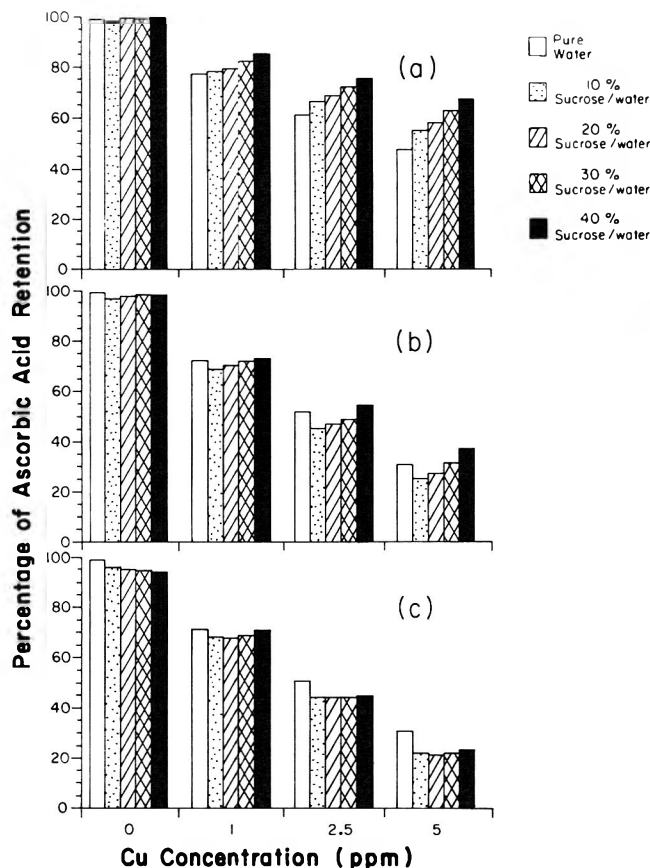 100
80
60
40
20
0
(a)
Pure
Water
10 %
Sucrose/water
20 %
Sucrose/water
30 %
Sucrose/water
40 %
Sucrose/water
Percentage of Ascorbic Acid Retention
100
80
60
40
20
0
(b)
100
80
60
40
20
0
(c)
0 1 2.5 5
Cu Concentration (ppm)